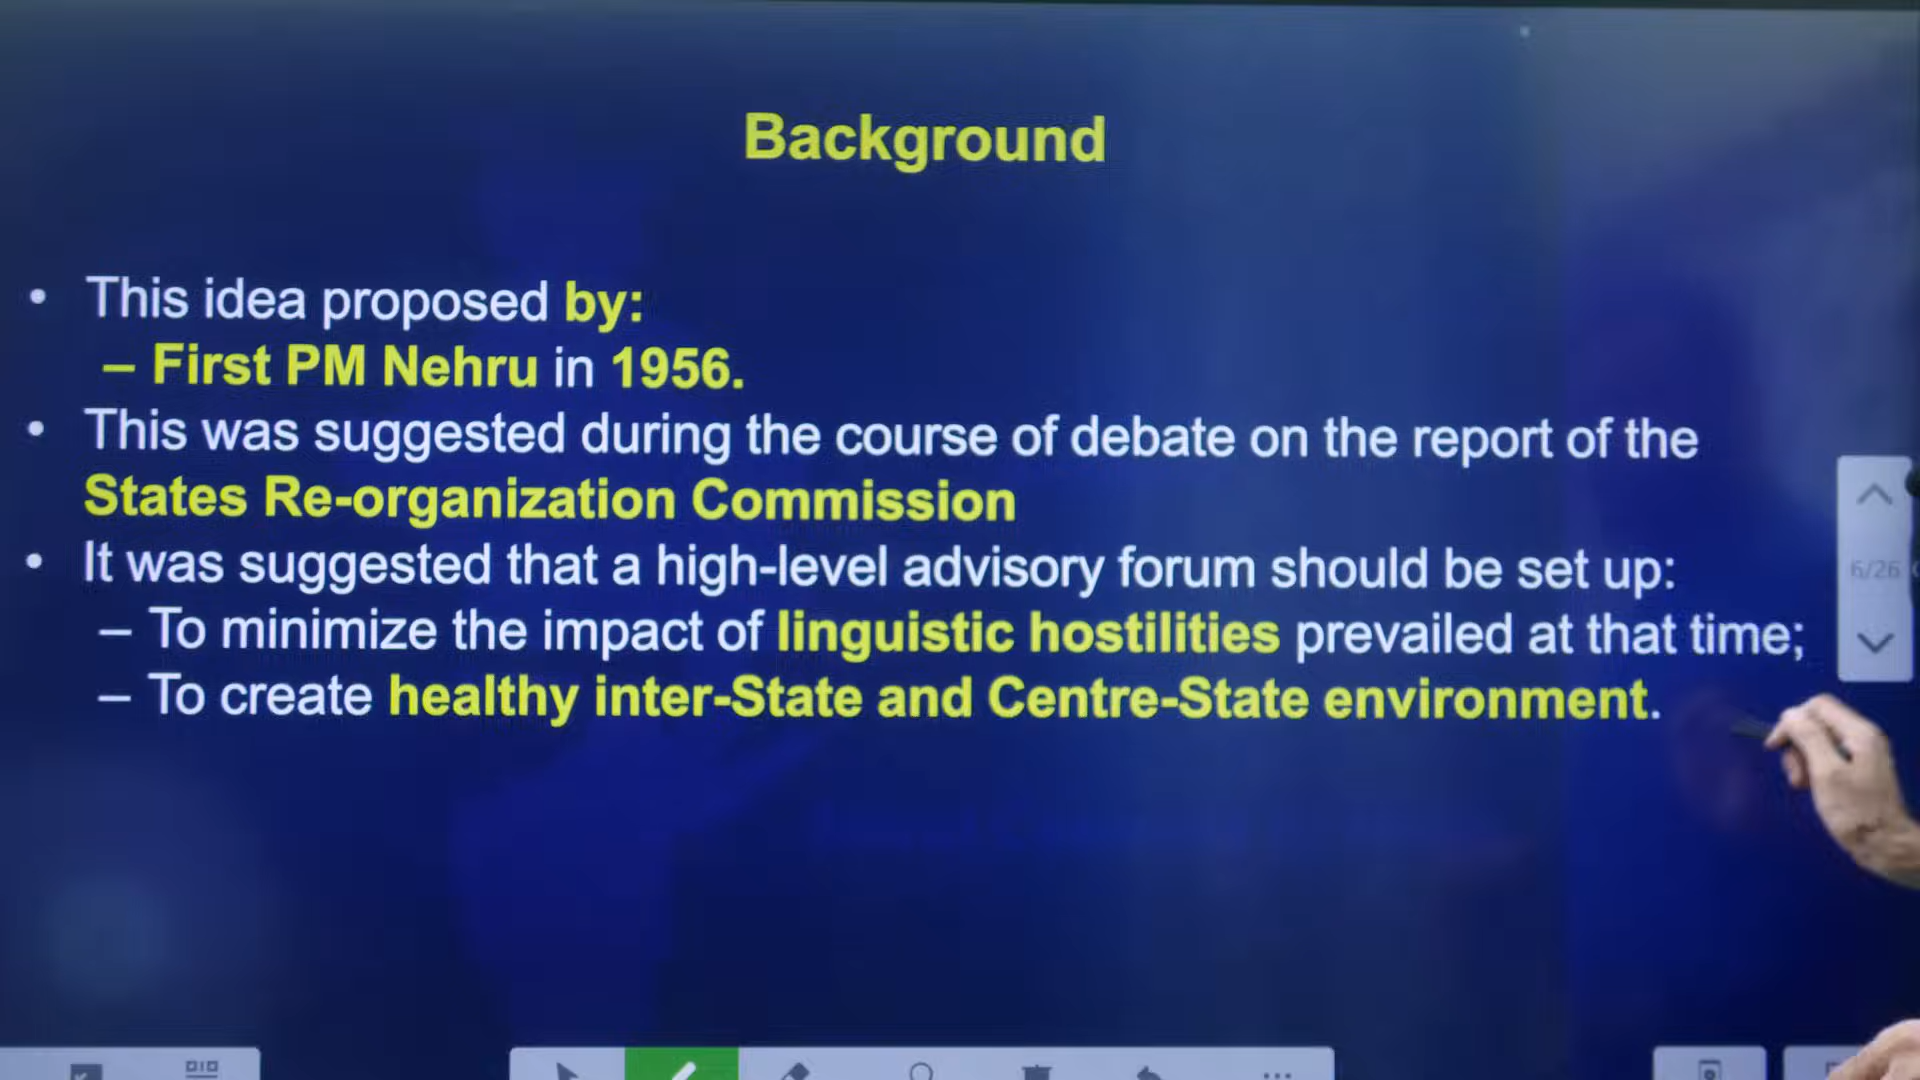 Background
• This idea proposed by:
– First PM Nehru in 1956.
• This was suggested during the course of debate on the report of the
States Re-organization Commission
• It was suggested that a high-level advisory forum should be set up:
– To minimize the impact of linguistic hostilities prevailed at that time;
– To create healthy inter-State and Centre-State environment.
6/26